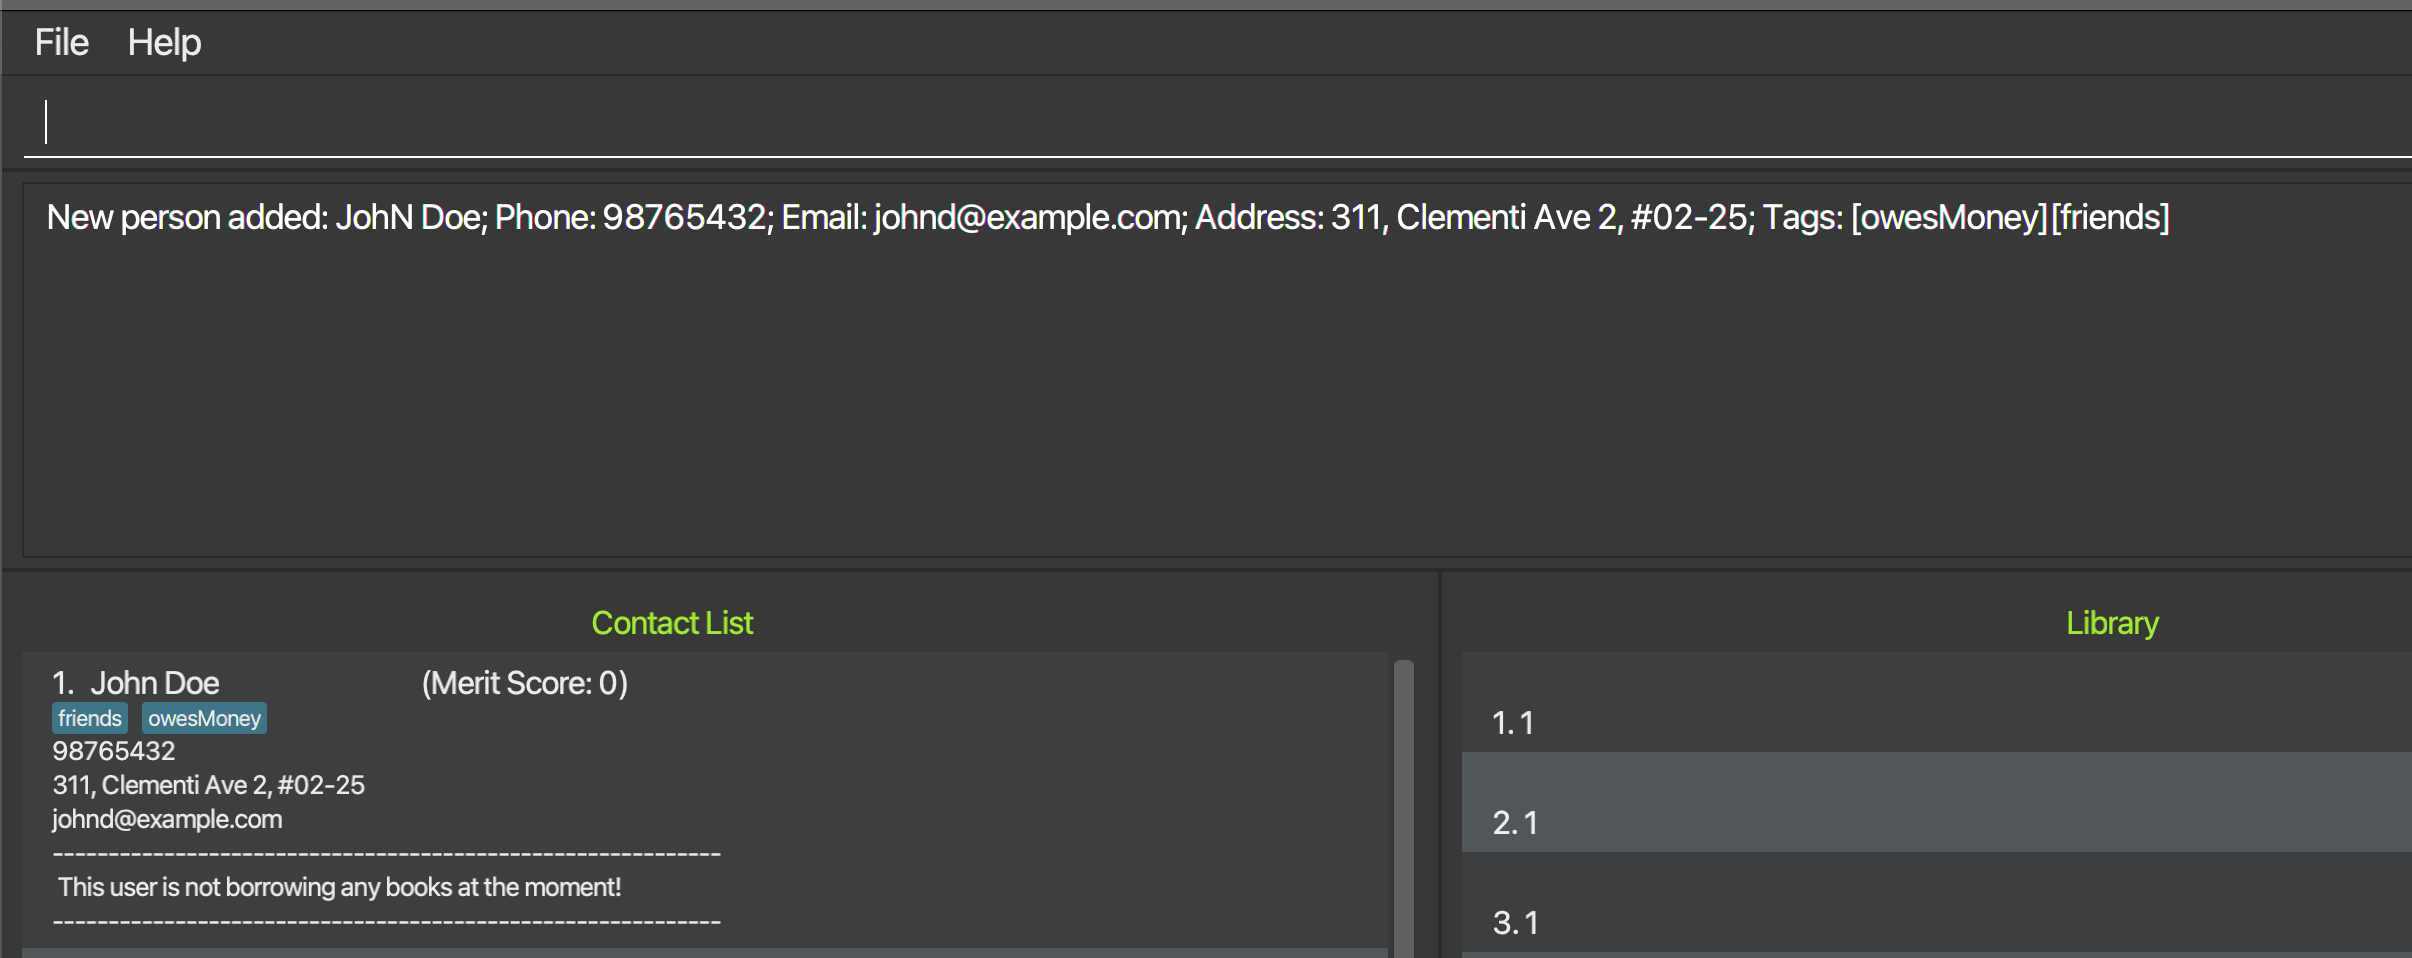 File Help
New person added: JohN Doe; Phone: 98765432; Email: johnd@example.com; Address: 311, Clementi Ave 2, #02-25; Tags: [owesMoney][friends]
Contact List
1. John Doe (Merit Score: 0)
friends owesMoney
98765432
311, Clementi Ave 2, #02-25
johnd@example.com
------------------------------------------------------------
This user is not borrowing any books at the moment!
------------------------------------------------------------
Library
1. 1
2. 1
3. 1